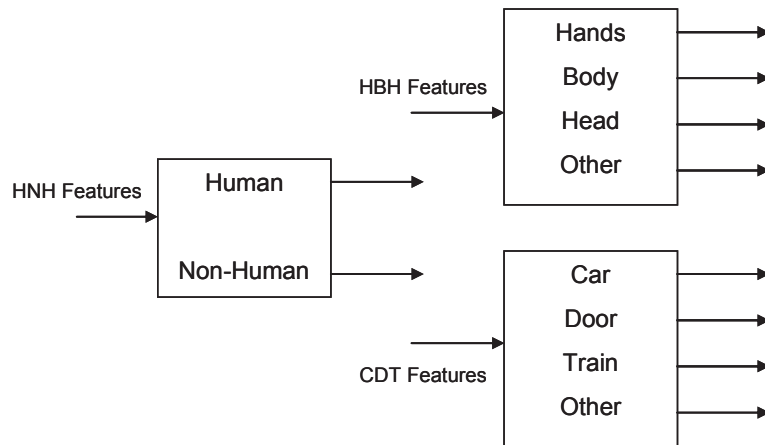 HNH Features
Human
Non-Human
HBH Features
Hands
Body
Head
Other
CDT Features
Car
Door
Train
Other